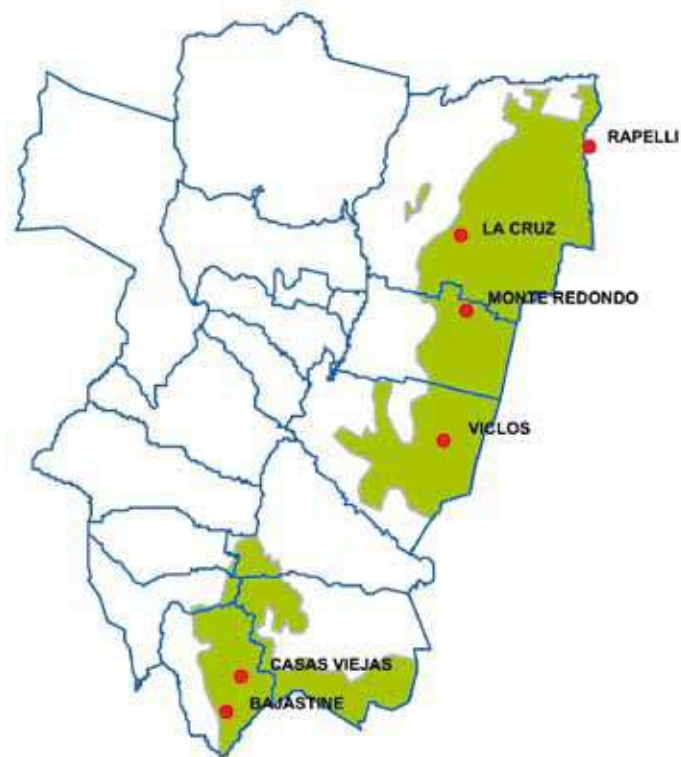 RAPELLI
LA CRUZ
MONTE REDONDO
VICLOS
CASAS VIEJAS
BAJASTINE